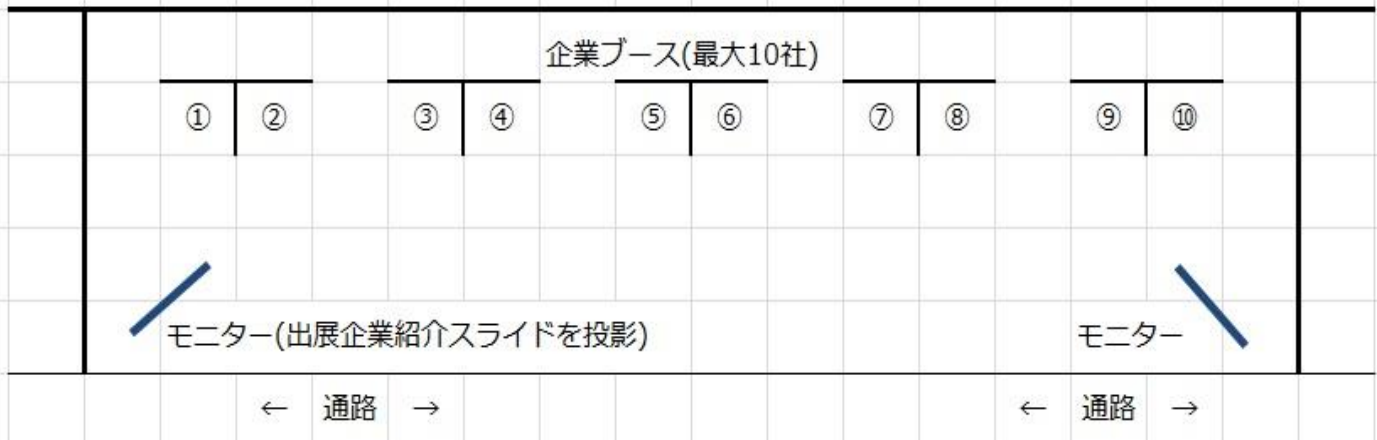 企業ブース(最大10社)
① ② ③ ④ ⑤ ⑥ ⑦ ⑧ ⑨ ⑩
モニター(出展企業紹介スライドを投影) モニター
← 通路 → ← 通路 →